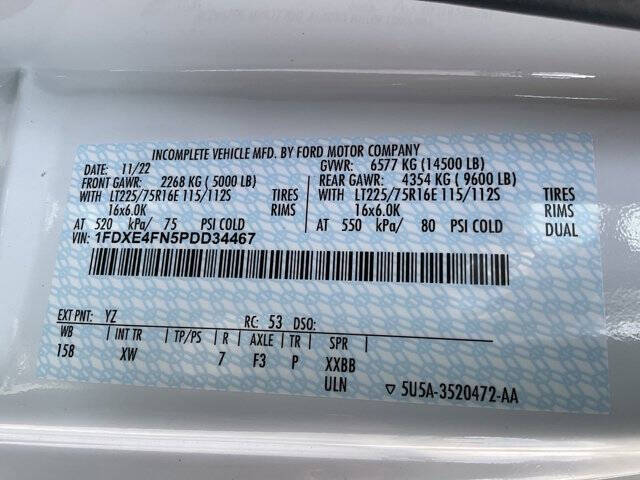 INCOMPLETE VEHICLE MFD. BY FORD MOTOR COMPANY
DATE: 11/22 GVWR: 6577 KG (14500 LB)
FRONT GAWR: 2268 KG ( 5000 LB) REAR GAWR: 4354 KG ( 9600 LB)
WITH LT225/75R16E 115/112S TIRES WITH LT225/75R16E 115/112S TIRES
16x6.0K RIMS 16x6.0K RIMS
AT 520 kPa/ 75 PSI COLD AT 550 kPa/ 80 PSI COLD
VIN: 1FDXE4FN5PDD34467
EXT PNT: YZ RC: 53 DSO:
WB INT TR TP/PS R AXLE TR SPR
158 XW 7 F3 P XXBB
ULN ▽ 5U5A-3520472-AA